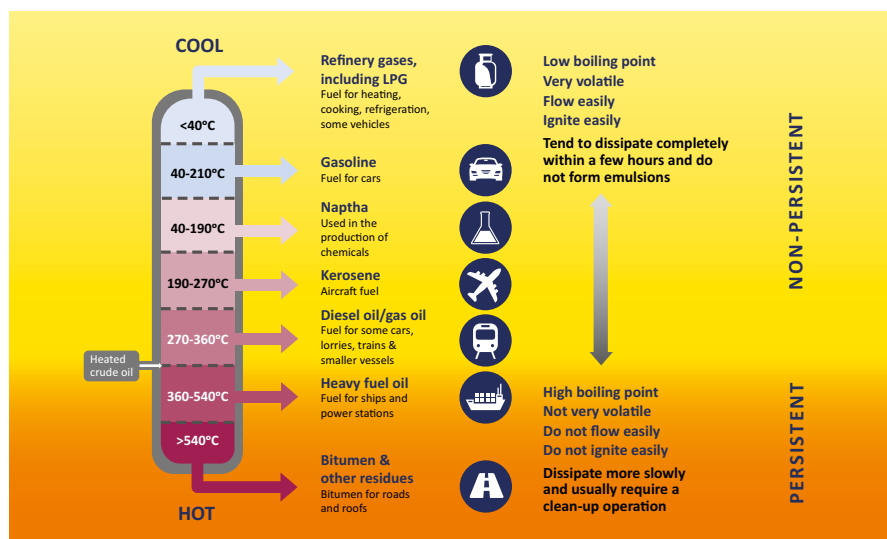 COOL
<40°C
40-210°C
40-190°C
190-270°C
270-360°C
Heated
crude oil
360-540°C
>540°C
HOT
Refinery gases,
including LPG
Fuel for heating,
cooking, refrigeration,
some vehicles
Gasoline
Fuel for cars
Naptha
Used in the
production of
chemicals
Kerosene
Aircraft fuel
Diesel oil/gas oil
Fuel for some cars,
lorries, trains &
smaller vessels
Heavy fuel oil
Fuel for ships and
power stations
Bitumen &
other residues
Bitumen for roads
and roofs
Low boiling point
Very volatile
Flow easily
Ignite easily
Tend to dissipate completely
within a few hours and do
not form emulsions
High boiling point
Not very volatile
Do not flow easily
Do not ignite easily
Dissipate more slowly
and usually require a
clean-up operation
NON-PERSISTENT
PERSISTENT